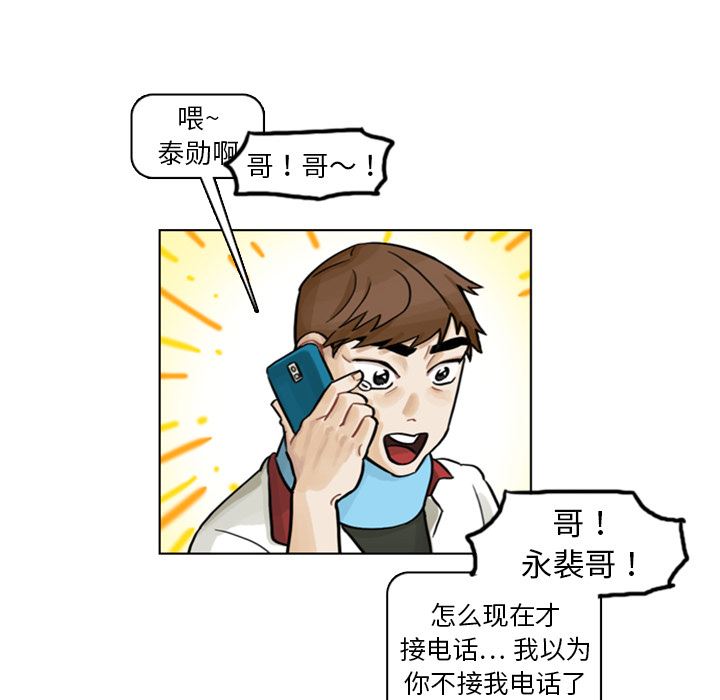 喂~
泰勋啊
哥！哥～！
哥！
永裴哥！
怎么现在才
接电话...我以为
你不接我电话了